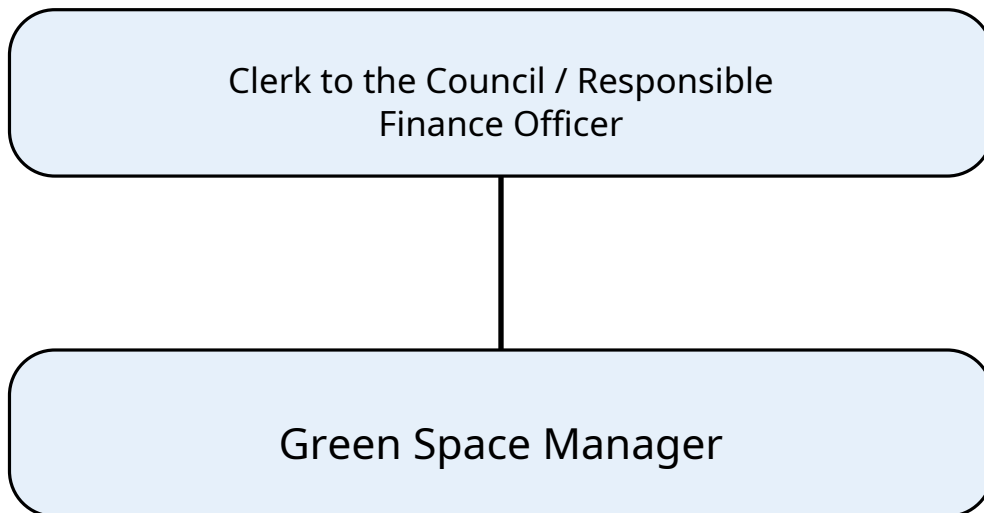 Clerk to the Council / Responsible
Finance Officer
Green Space Manager